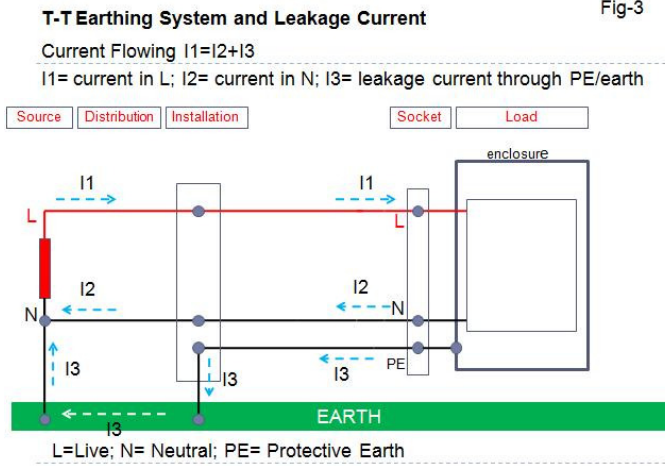 T-T Earthing System and Leakage Current
Fig-3
Current Flowing I1=I2+I3
I1= current in L; I2= current in N; I3= leakage current through PE/earth
Source Distribution Installation Socket Load
enclosure
I1 I1
L L
I2 I2
N N
I3 I3 I3 PE
I3
EARTH
L=Live; N= Neutral; PE= Protective Earth